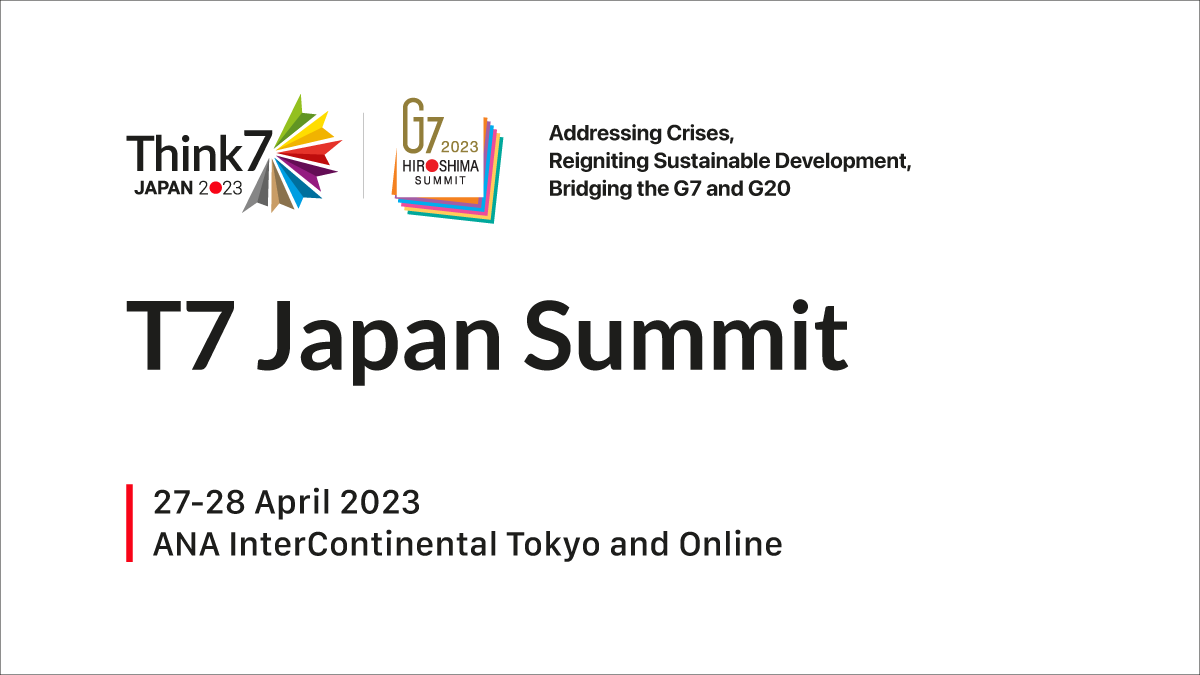 Think7
JAPAN 2023
G7
2023
HIROSHIMA
SUMMIT
Addressing Crises,
Reigniting Sustainable Development,
Bridging the G7 and G20
T7 Japan Summit
27-28 April 2023
ANA InterContinental Tokyo and Online